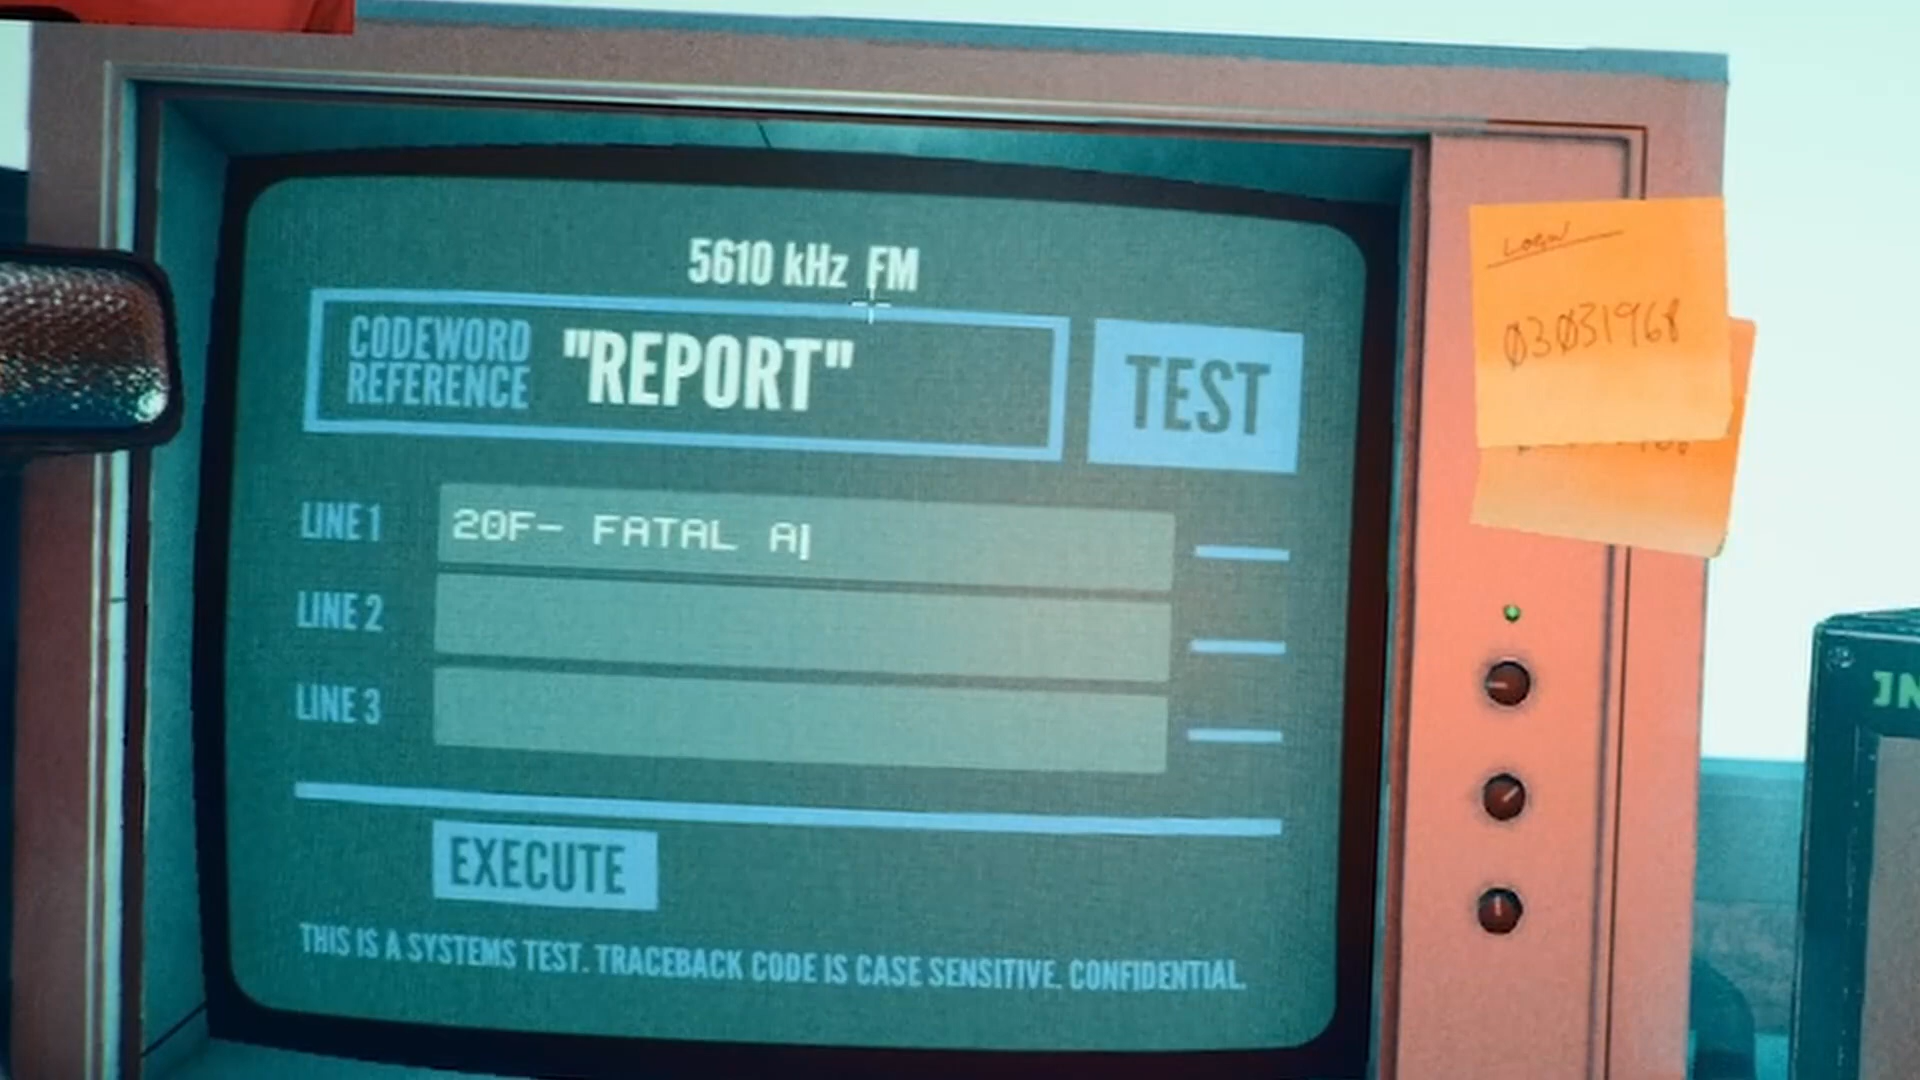 5610 kHz FM
CODEWORD
REFERENCE
"REPORT"
TEST
LINE 1
20F- FATAL A
LINE 2
LINE 3
EXECUTE
THIS IS A SYSTEMS TEST. TRACEBACK CODE IS CASE SENSITIVE. CONFIDENTIAL.
Login
03031968
JN